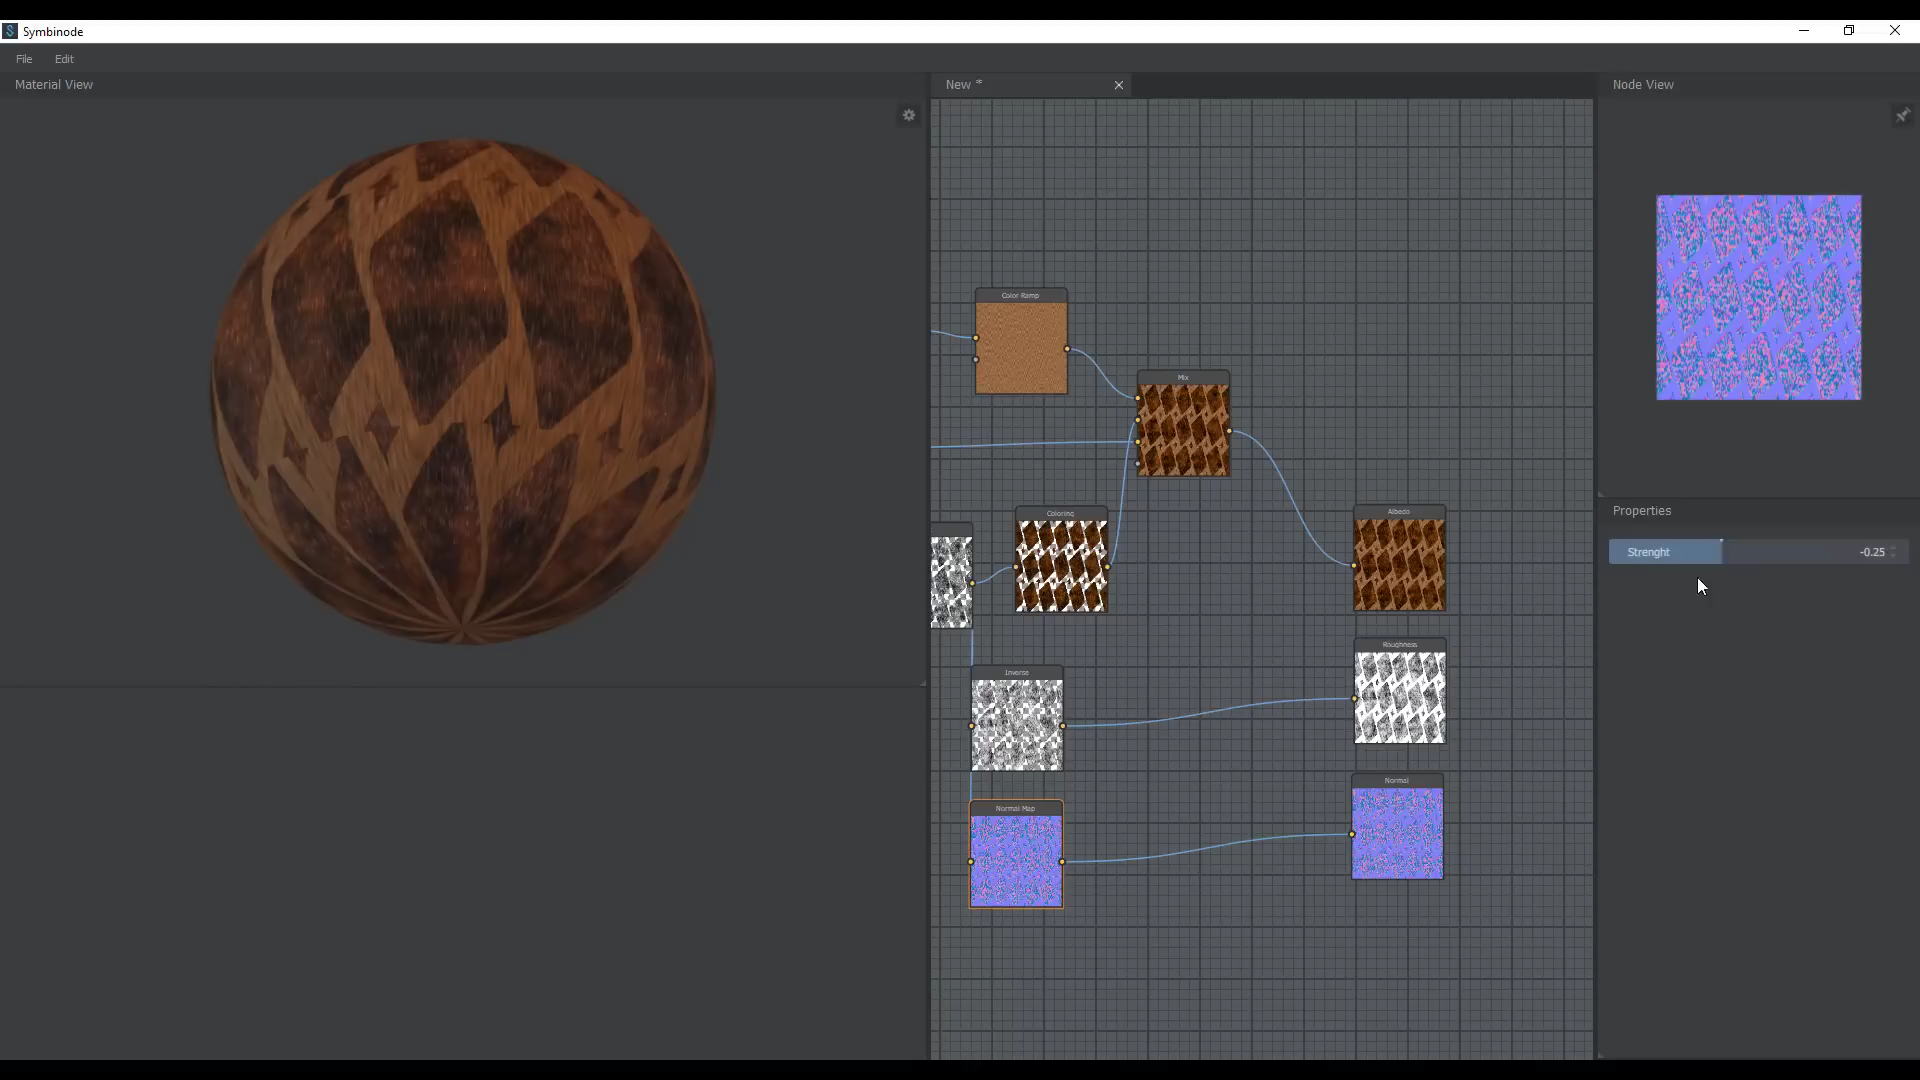 Symbinode
File Edit
Material View
New *
Node View
Color Ramp
Mix
Properties
Albedo
Coloring
Strenght -0.25
Roughness
Inverse
Normal
Normal Map